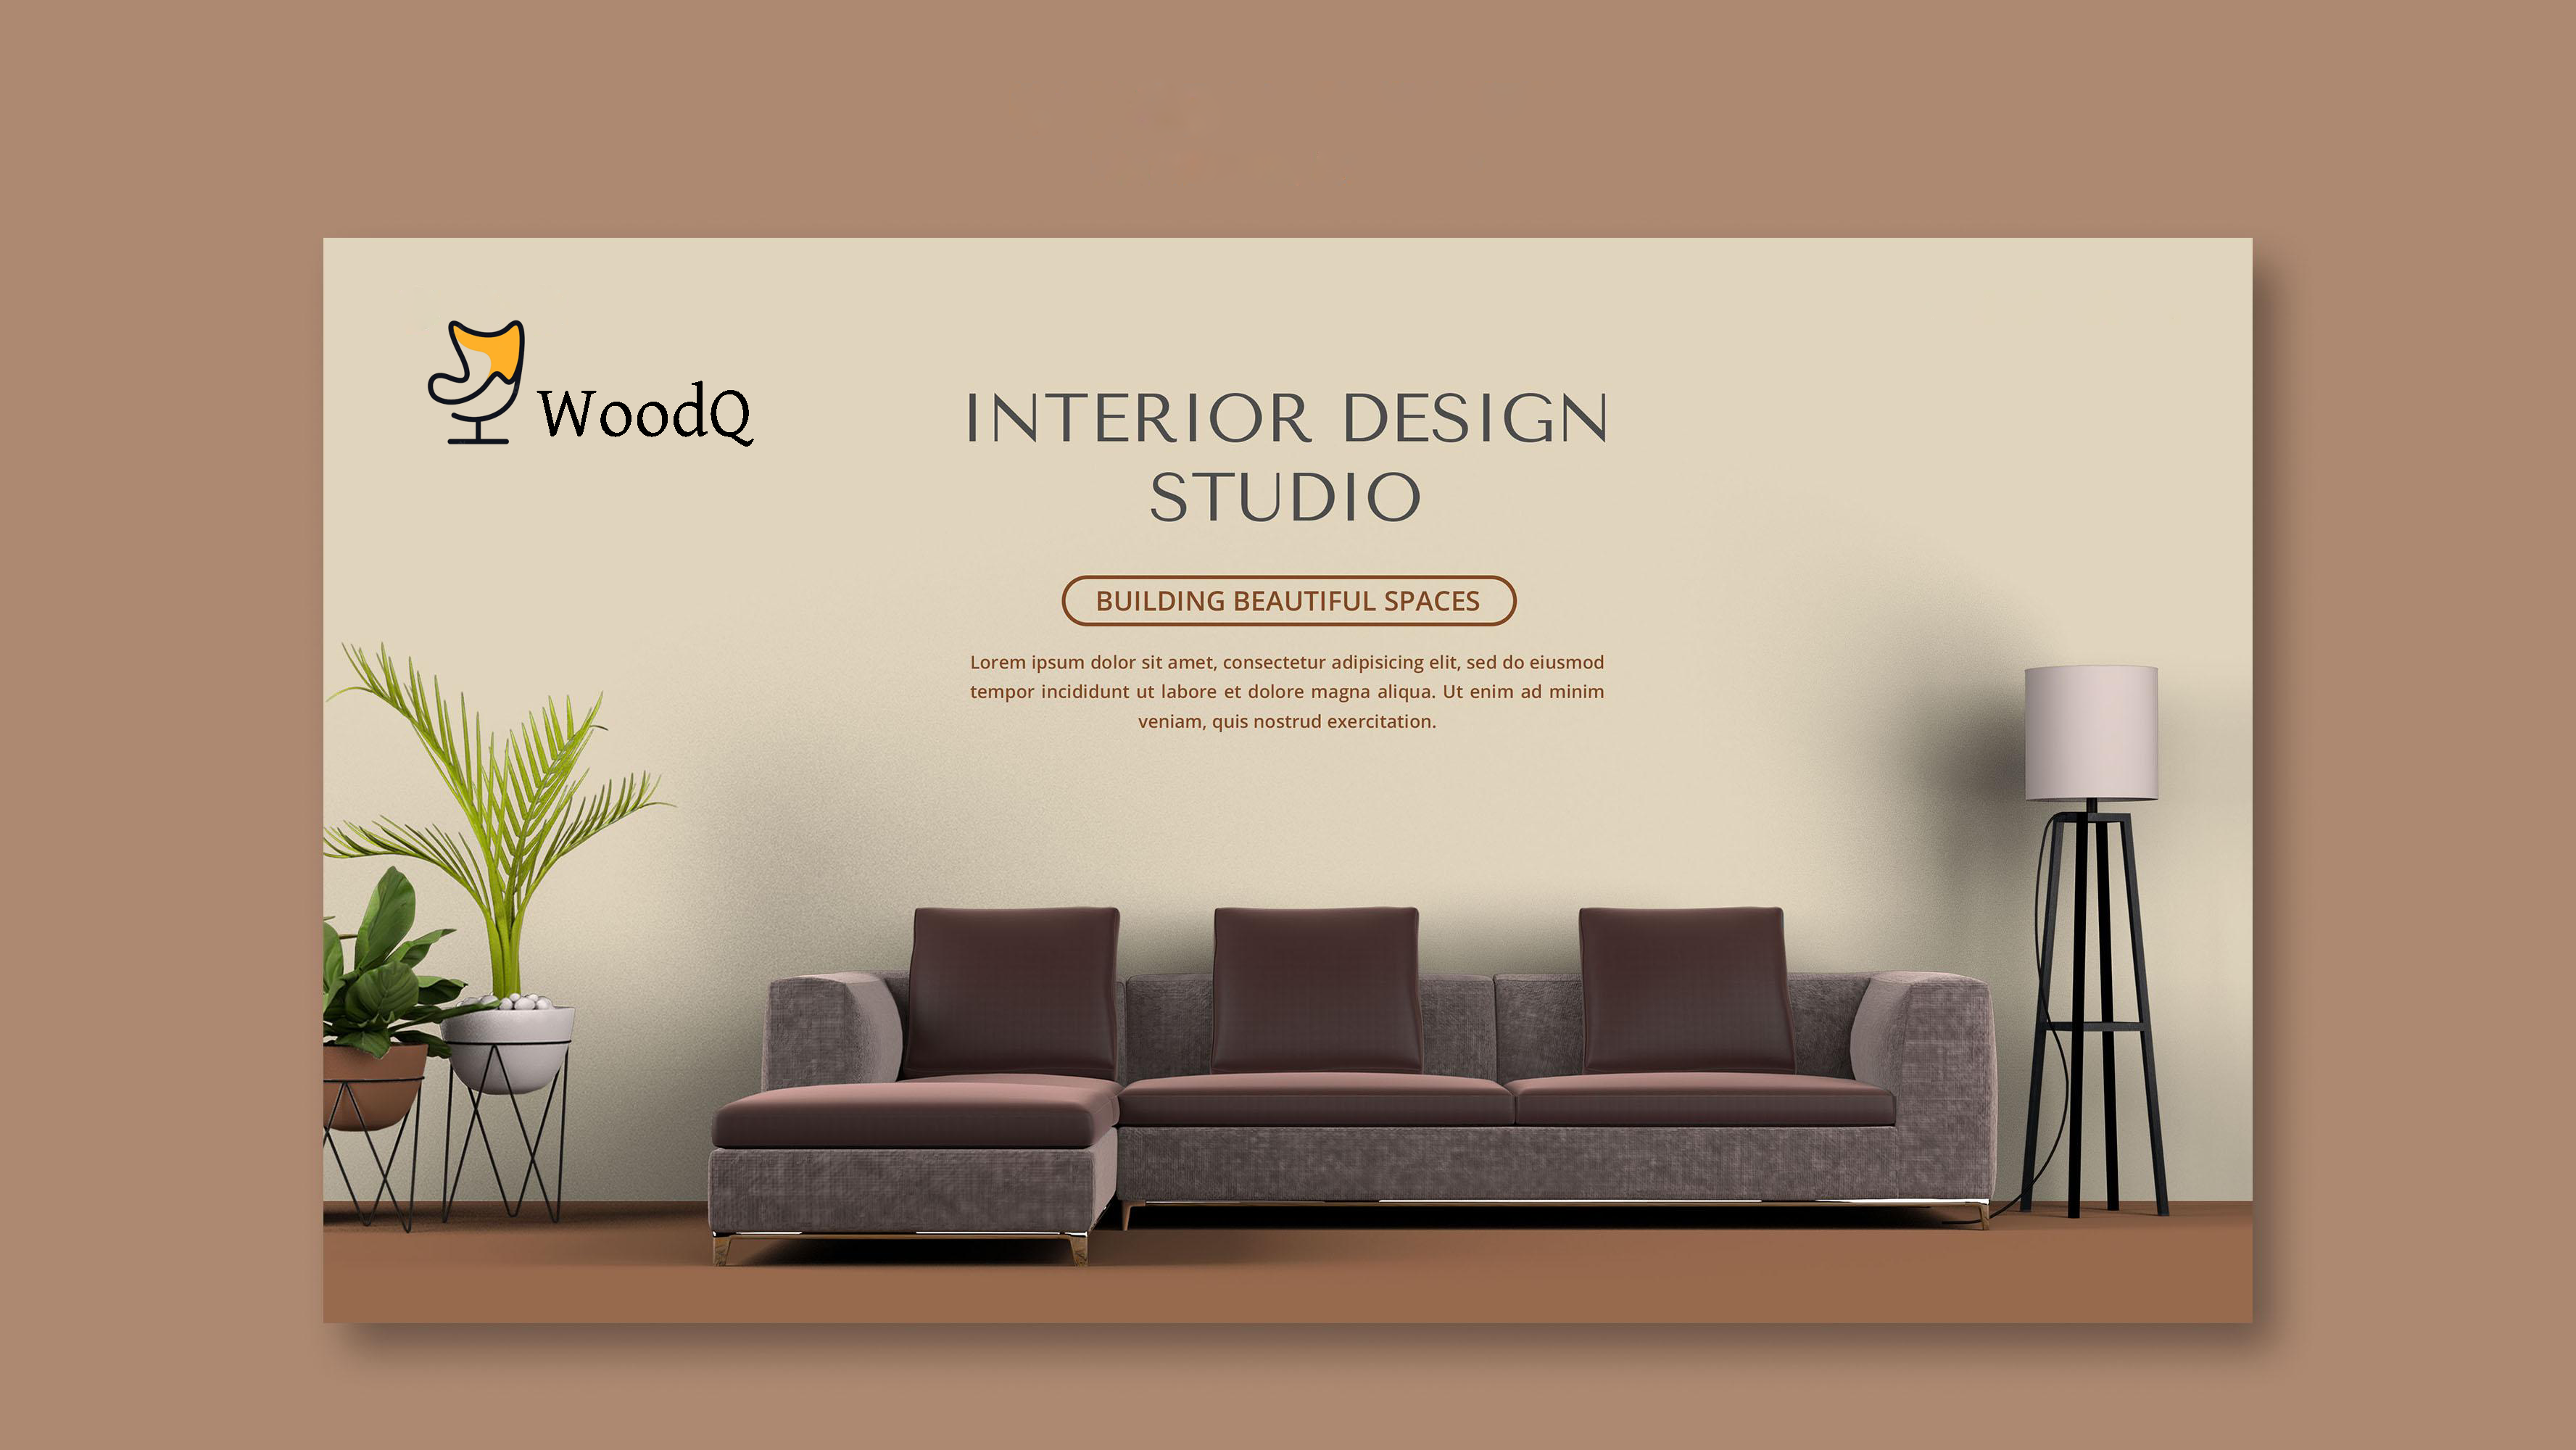 WoodQ
INTERIOR DESIGN
STUDIO
BUILDING BEAUTIFUL SPACES
Lorem ipsum dolor sit amet, consectetur adipisicing elit, sed do eiusmod
tempor incididunt ut labore et dolore magna aliqua. Ut enim ad minim
veniam, quis nostrud exercitation.